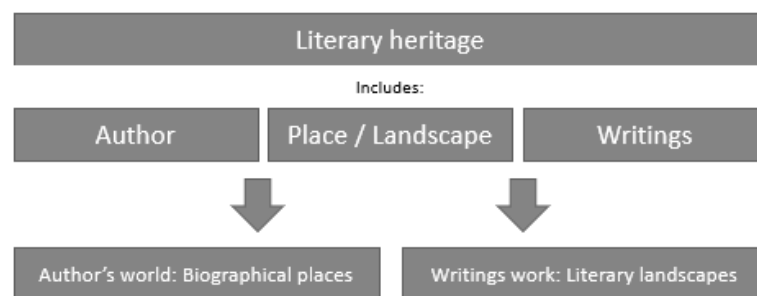 Literary heritage
Includes:
Author
Place / Landscape
Writings
Author's world: Biographical places
Writings work: Literary landscapes